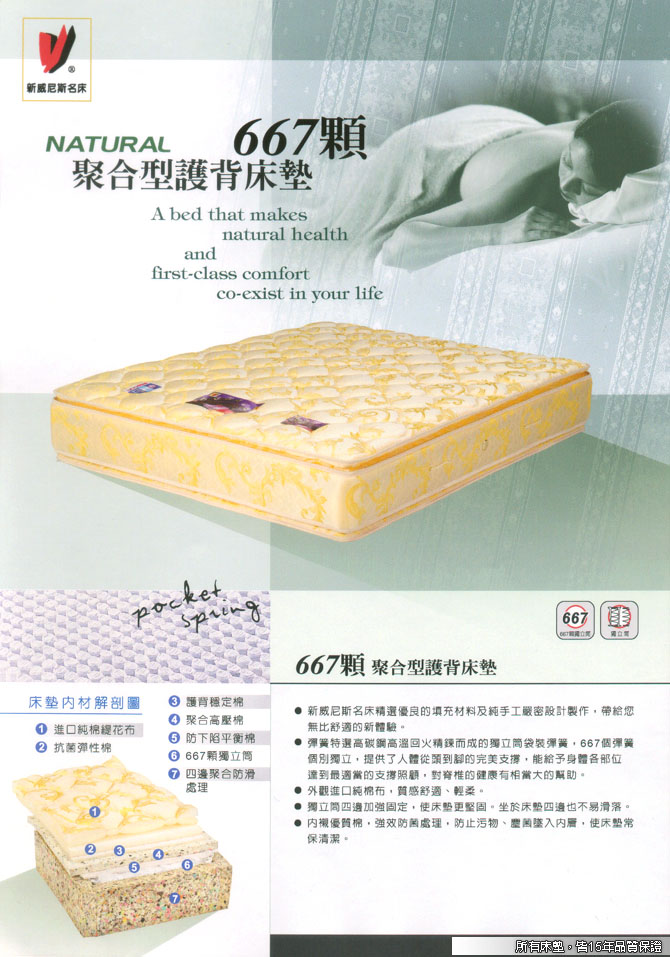 新威尼斯名床
®
NATURAL 667顆
聚合型護背床墊
A bed that makes
natural health
and
first-class comfort
co-exist in your life
pocket
spring
667
667顆獨立筒
獨立筒
667顆 聚合型護背床墊
床墊內材解剖圖
1 進口純棉緹花布
2 抗菌彈性棉
3 護背穩定棉
4 聚合高壓棉
5 防下陷平衡棉
6 667顆獨立筒
7 四邊聚合防滑
處理
1
2
3
4
5
6
7
● 新威尼斯名床精選優良的填充材料及純手工嚴密設計製作，帶給您
無比舒適的新體驗。
● 彈簧特選高碳鋼高溫回火精鍊而成的獨立筒袋裝彈簧，667個彈簧
個別獨立，提供了人體從頭到腳的完美支撐，能給予身體各部位
達到最適當的支撐照顧，對脊椎的健康有相當大的幫助。
● 外觀進口純棉布，質感舒適、輕柔。
● 獨立筒四邊加強固定，使床墊更堅固。坐於床墊四邊也不易滑落。
● 內襯優質棉，強效防菌處理，防止污物、塵菌墜入內層，使床墊常
保清潔。
所有床墊，皆15年品質保證